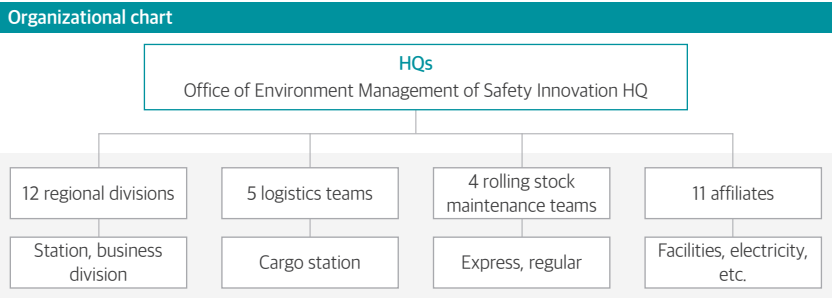 Organizational chart
HQs
Office of Environment Management of Safety Innovation HQ
12 regional divisions
5 logistics teams
4 rolling stock
maintenance teams
11 affiliates
Station, business
division
Cargo station
Express, regular
Facilities, electricity,
etc.